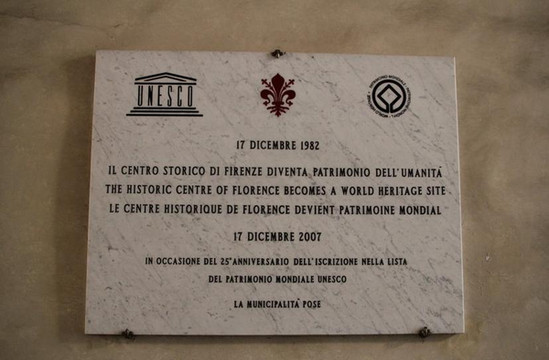 UNESCO
17 DICEMBRE 1982
IL CENTRO STORICO DI FIRENZE DIVENTA PATRIMONIO DELL'UMANITÀ
THE HISTORIC CENTRE OF FLORENCE BECOMES A WORLD HERITAGE SITE
LE CENTRE HISTORIQUE DE FLORENCE DEVIENT PATRIMOINE MONDIAL
17 DICEMBRE 2007
IN OCCASIONE DEL 25° ANNIVERSARIO DELL'ISCRIZIONE NELLA LISTA
DEL PATRIMONIO MONDIALE UNESCO
LA MUNICIPALITÀ POSE